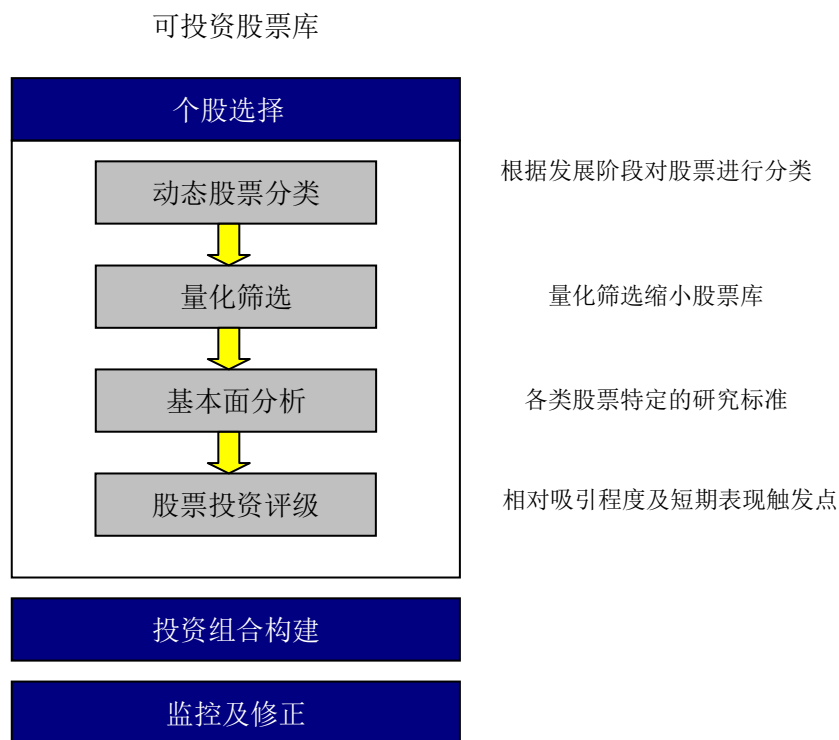 可投资股票库
个股选择
动态股票分类
根据发展阶段对股票进行分类
量化筛选
量化筛选缩小股票库
基本面分析
各类股票特定的研究标准
股票投资评级
相对吸引程度及短期表现触发点
投资组合构建
监控及修正